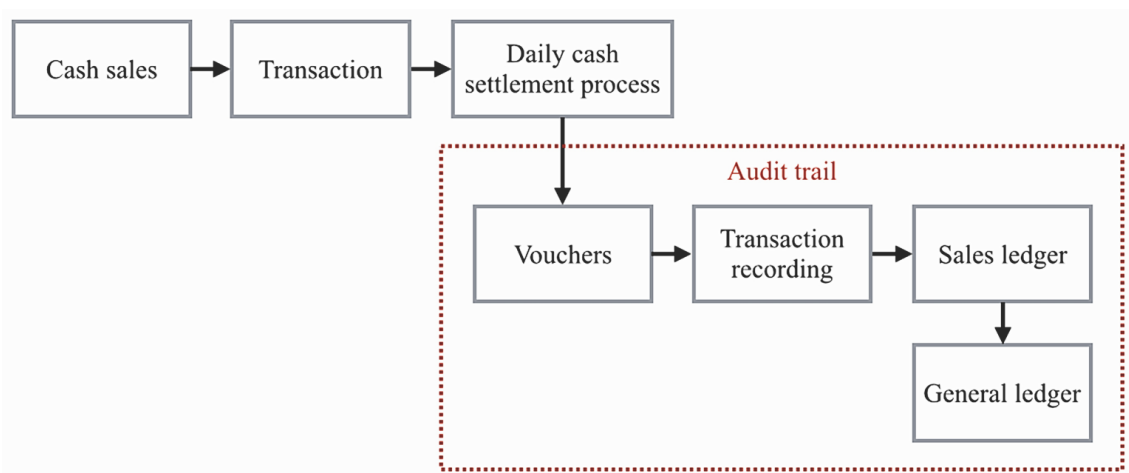 Cash sales
Transaction
Daily cash
settlement process
Audit trail
Vouchers
Transaction
recording
Sales ledger
General ledger